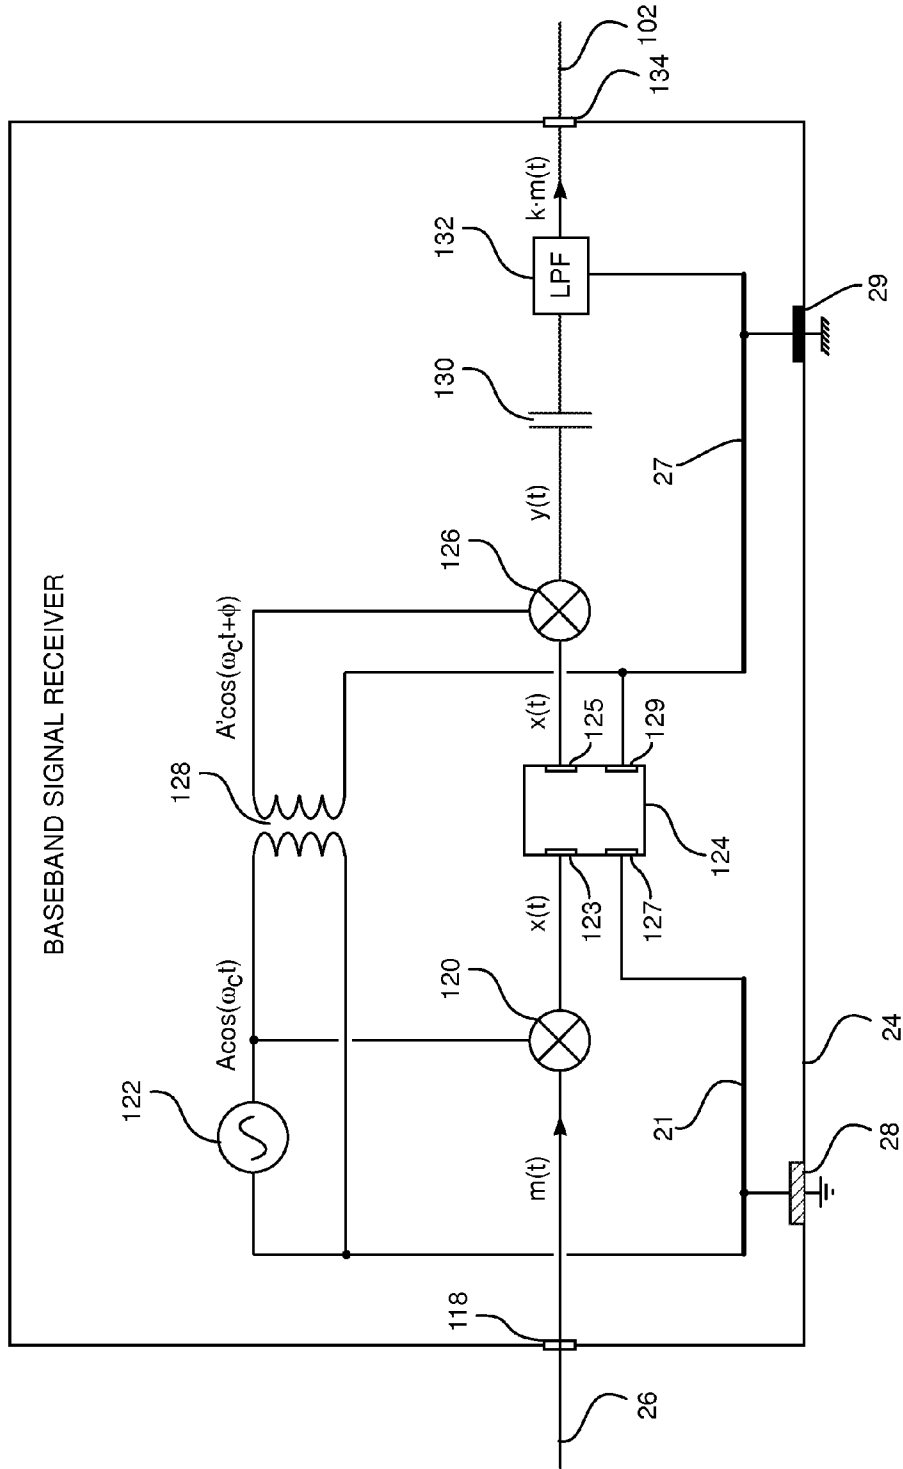 BASEBAND SIGNAL RECEIVER
122
Acos(ωCt)
128
A'cos(ωCt+ϕ)
118
m(t)
120
x(t)
123
127
124
x(t)
125
129
126
y(t)
130
132
LPF
k·m(t)
134
102
26
21
28
24
27
29